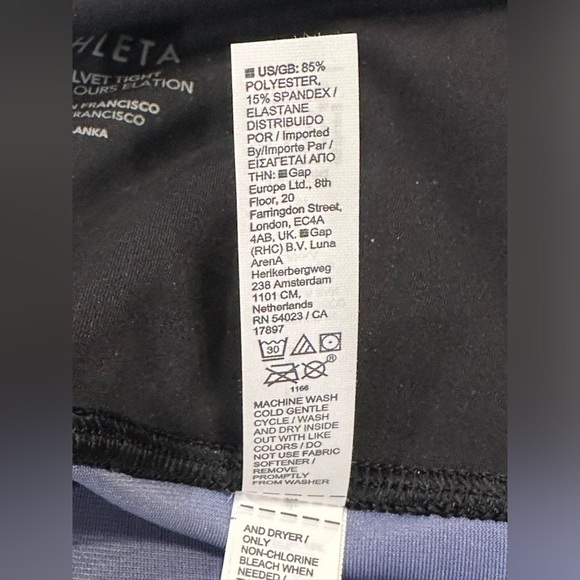 HLETA
LVET TIGHT
OURS ELATION
FRANCISCO
RANCISCO
ANKA
US/GB: 85%
POLYESTER,
15% SPANDEX /
ELASTANE
DISTRIBUIDO
POR / Imported
By/Importe Par /
ΕΙΣΑΓΕΤΑΙ ΑΠΟ
ΤΗΝ: Gap
Europe Ltd., 8th
Floor, 20
Farringdon Street,
London, EC4A
4AB, UK. Gap
(RHC) B.V. Luna
ArenA
Herikerbergweg
238 Amsterdam
1101 CM,
Netherlands
RN 54023 / CA
17897
30
®
1166
MACHINE WASH
COLD GENTLE
CYCLE / WASH
AND DRY INSIDE
OUT WITH LIKE
COLORS / DO
NOT USE FABRIC
SOFTENER /
REMOVE
PROMPTLY
FROM WASHER
AND DRYER /
ONLY
NON-CHLORINE
BLEACH WHEN
NEEDED /